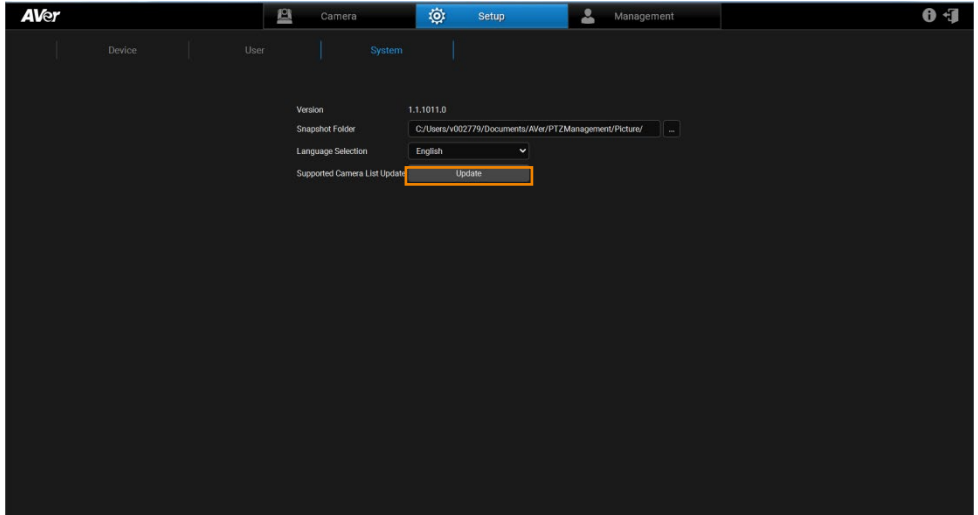 AVer Camera Setup Management
Device User System
Version 1.1.1011.0
Snapshot Folder C:/Users/v002779/Documents/AVer/PTZManagement/Picture/ ...
Language Selection English
Supported Camera List Update Update